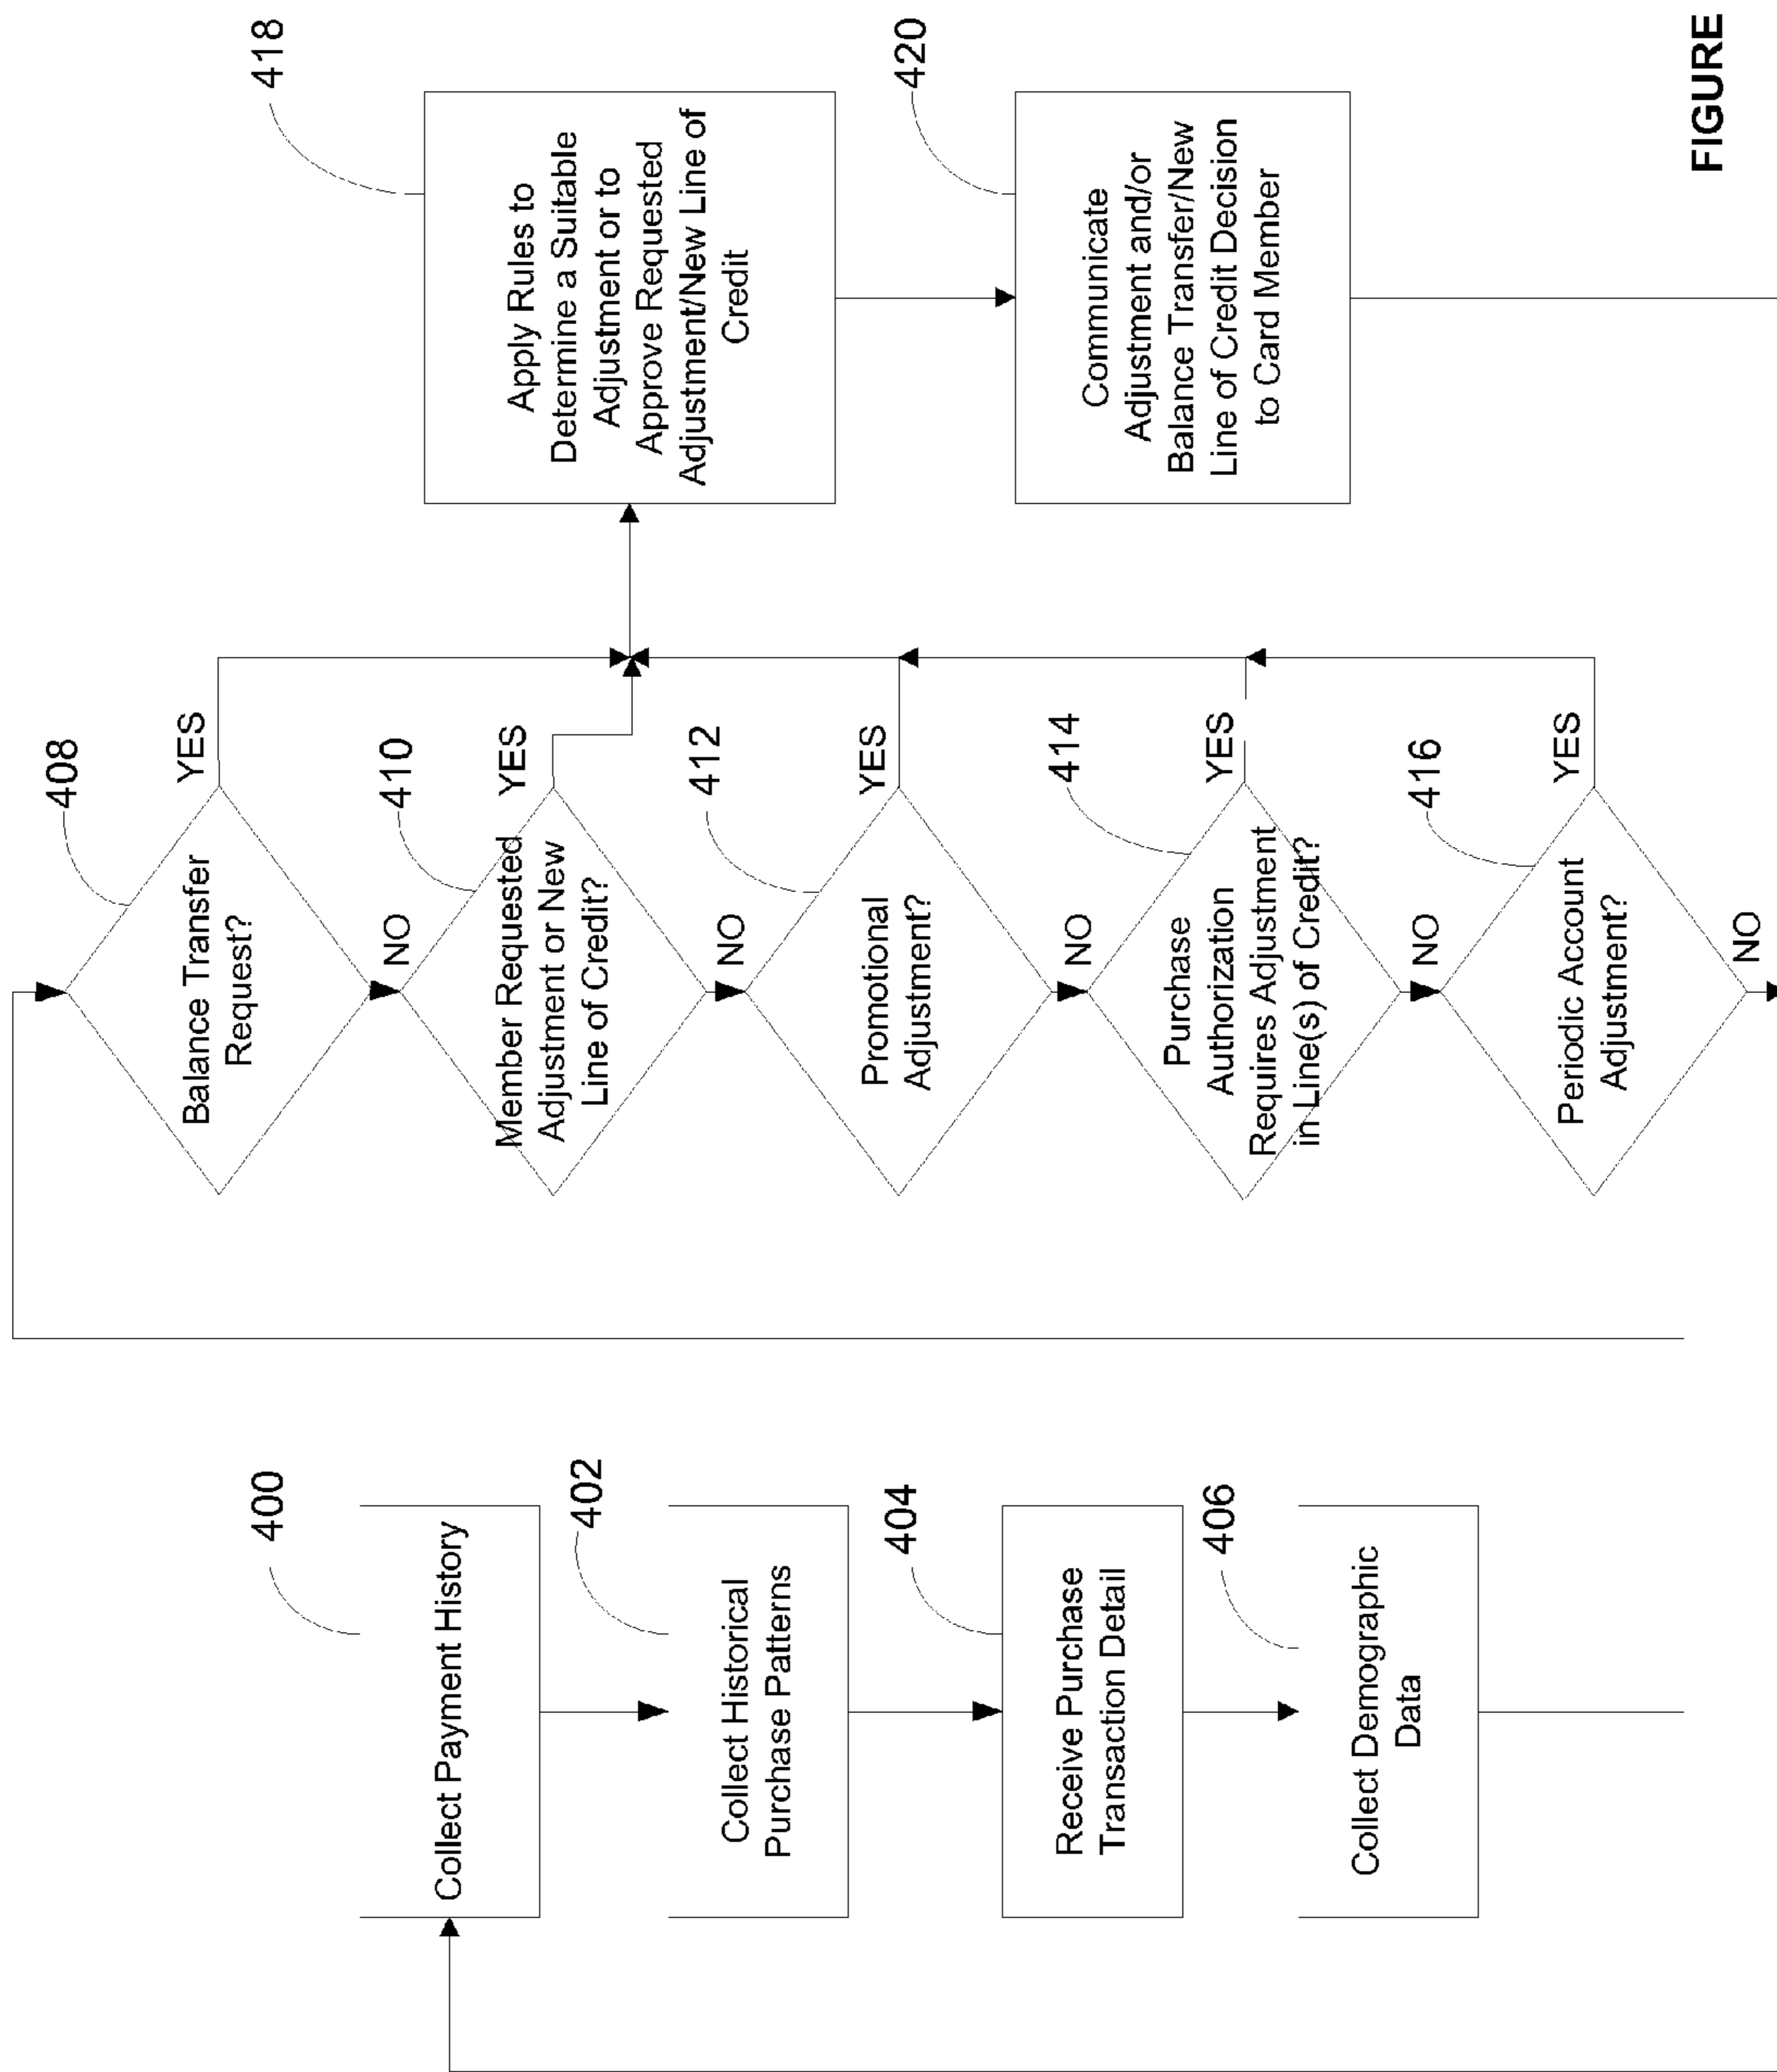 400
Collect Payment History
402
Collect Historical
Purchase Patterns
404
Receive Purchase
Transaction Detail
406
Collect Demographic
Data
408
Balance Transfer
Request?
YES
NO
410
Member Requested
Adjustment or New
Line of Credit?
YES
NO
412
Promotional
Adjustment?
YES
NO
414
Purchase
Authorization
Requires Adjustment
in Line(s) of Credit?
YES
NO
416
Periodic Account
Adjustment?
YES
NO
418
Apply Rules to
Determine a Suitable
Adjustment or to
Approve Requested
Adjustment/New Line of
Credit
420
Communicate
Adjustment and/or
Balance Transfer/New
Line of Credit Decision
to Card Member
FIGURE